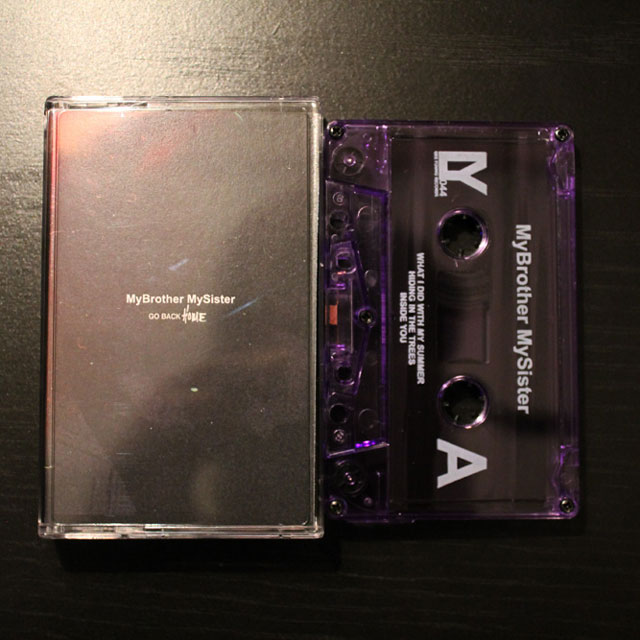 MyBrother MySister
GO BACK HOME
MyBrother MySister
WHAT I DID WITH MY SUMMER
HIDING IN THE TREES
INSIDE YOU
A